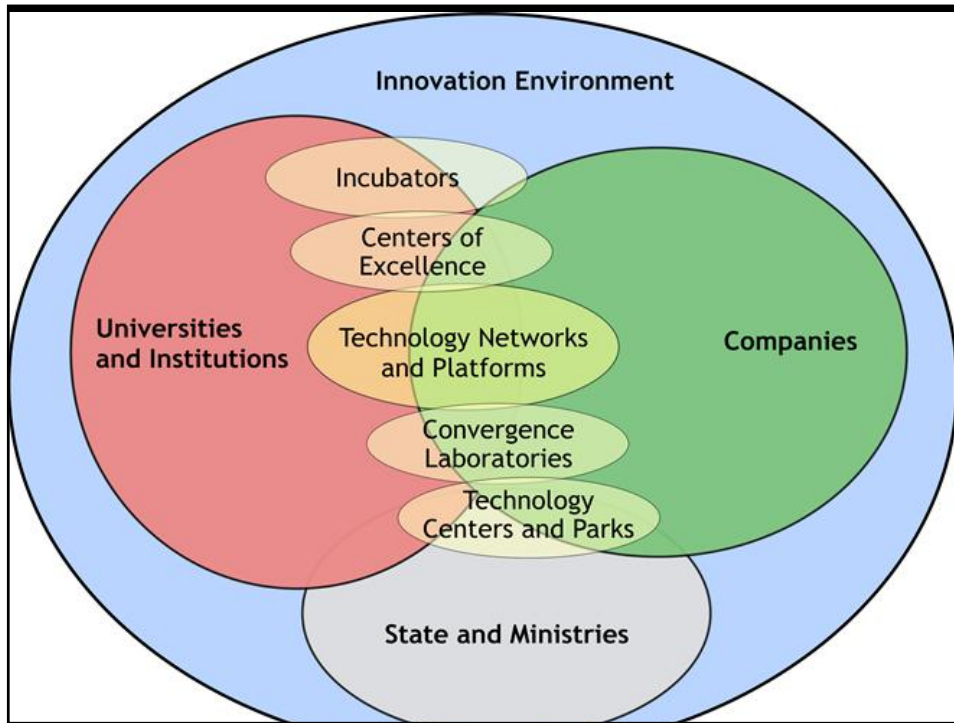 Innovation Environment
Incubators
Centers of
Excellence
Universities
and Institutions
Technology Networks
and Platforms
Companies
Convergence
Laboratories
Technology
Centers and Parks
State and Ministries